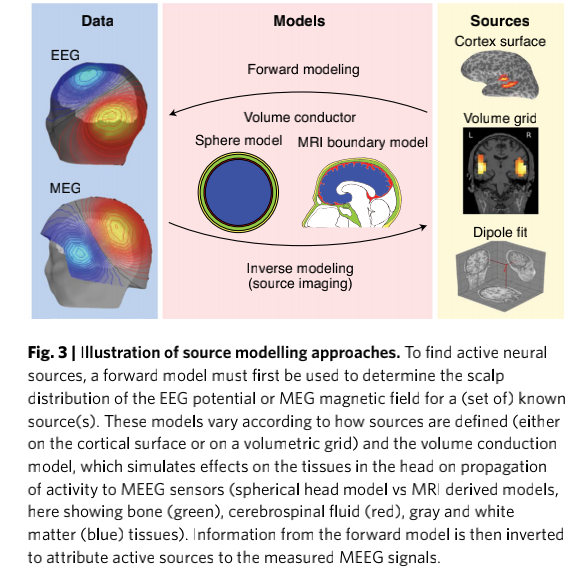 Data
Models
Sources
EEG
MEG
Forward modeling
Volume conductor
Sphere model
MRI boundary model
Inverse modeling
(source imaging)
Cortex surface
Volume grid
L
R
Dipole fit
Fig. 3 | Illustration of source modelling approaches. To find active neural
sources, a forward model must first be used to determine the scalp
distribution of the EEG potential or MEG magnetic field for a (set of) known
source(s). These models vary according to how sources are defined (either
on the cortical surface or on a volumetric grid) and the volume conduction
model, which simulates effects on the tissues in the head on propagation
of activity to MEEG sensors (spherical head model vs MRI derived models,
here showing bone (green), cerebrospinal fluid (red), gray and white
matter (blue) tissues). Information from the forward model is then inverted
to attribute active sources to the measured MEEG signals.